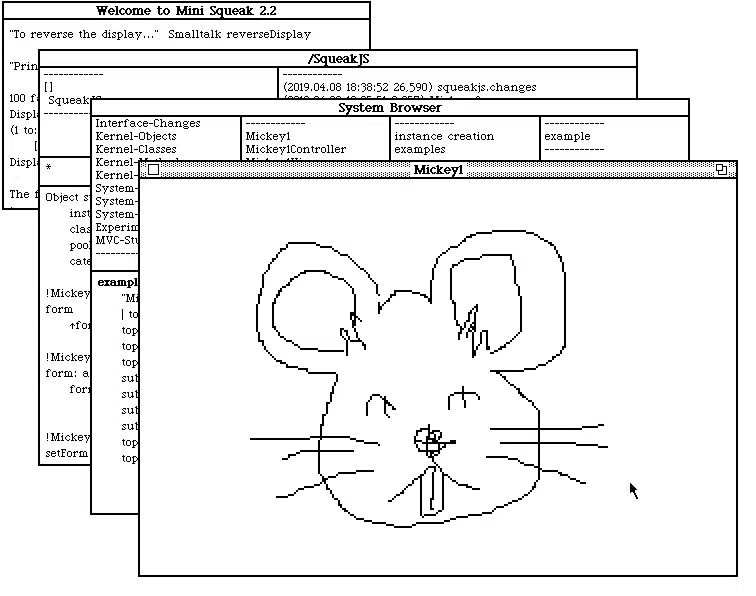 Welcome to Mini Squeak 2.2
"To reverse the display..." Smalltalk reverseDisplay
"Prin
100 f
Displa
(1 to:
[
Displa
The f
/SqueakJS
------------
[]
SqueakJS
------------
(2019.04.08 18:38:52 26,590) squeakjs.changes
*
Object s
inst
clas
pool
cate
!Mickey
form
↑for
!Mickey
form: a
form
!Mickey
setForm
System Browser
Interface-Changes
Kernel-Objects
Kernel-Classes
Kernel-
Kernel-
System-
System-
System-
Experim
MVC-Stu
------------
Mickey1
Mickey1Controller
------------
instance creation
examples
------------
example
------------
exampl
"Mi
| to
top
top
top
top
sub
sub
sub
sub
top
top
Mickey1